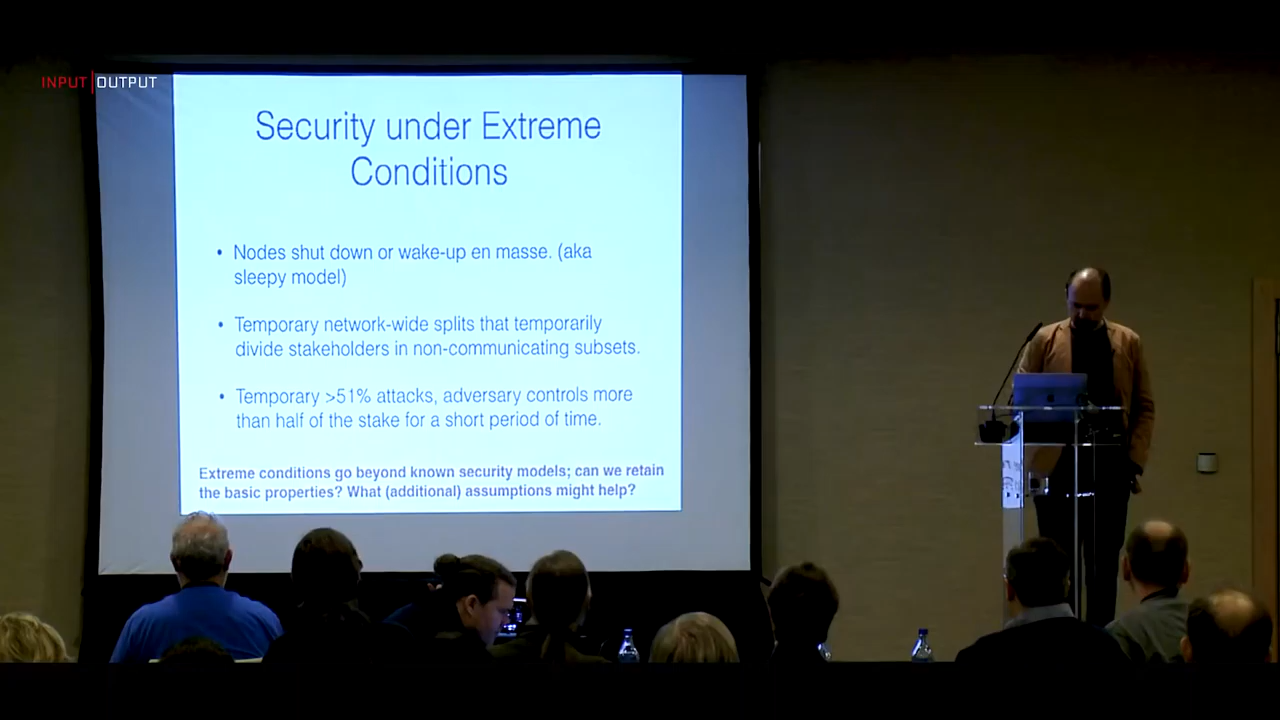 INPUT|OUTPUT
Security under Extreme
Conditions
• Nodes shut down or wake-up en masse. (aka
sleepy model)
• Temporary network-wide splits that temporarily
divide stakeholders in non-communicating subsets.
• Temporary >51% attacks, adversary controls more
than half of the stake for a short period of time.
Extreme conditions go beyond known security models; can we retain
the basic properties? What (additional) assumptions might help?